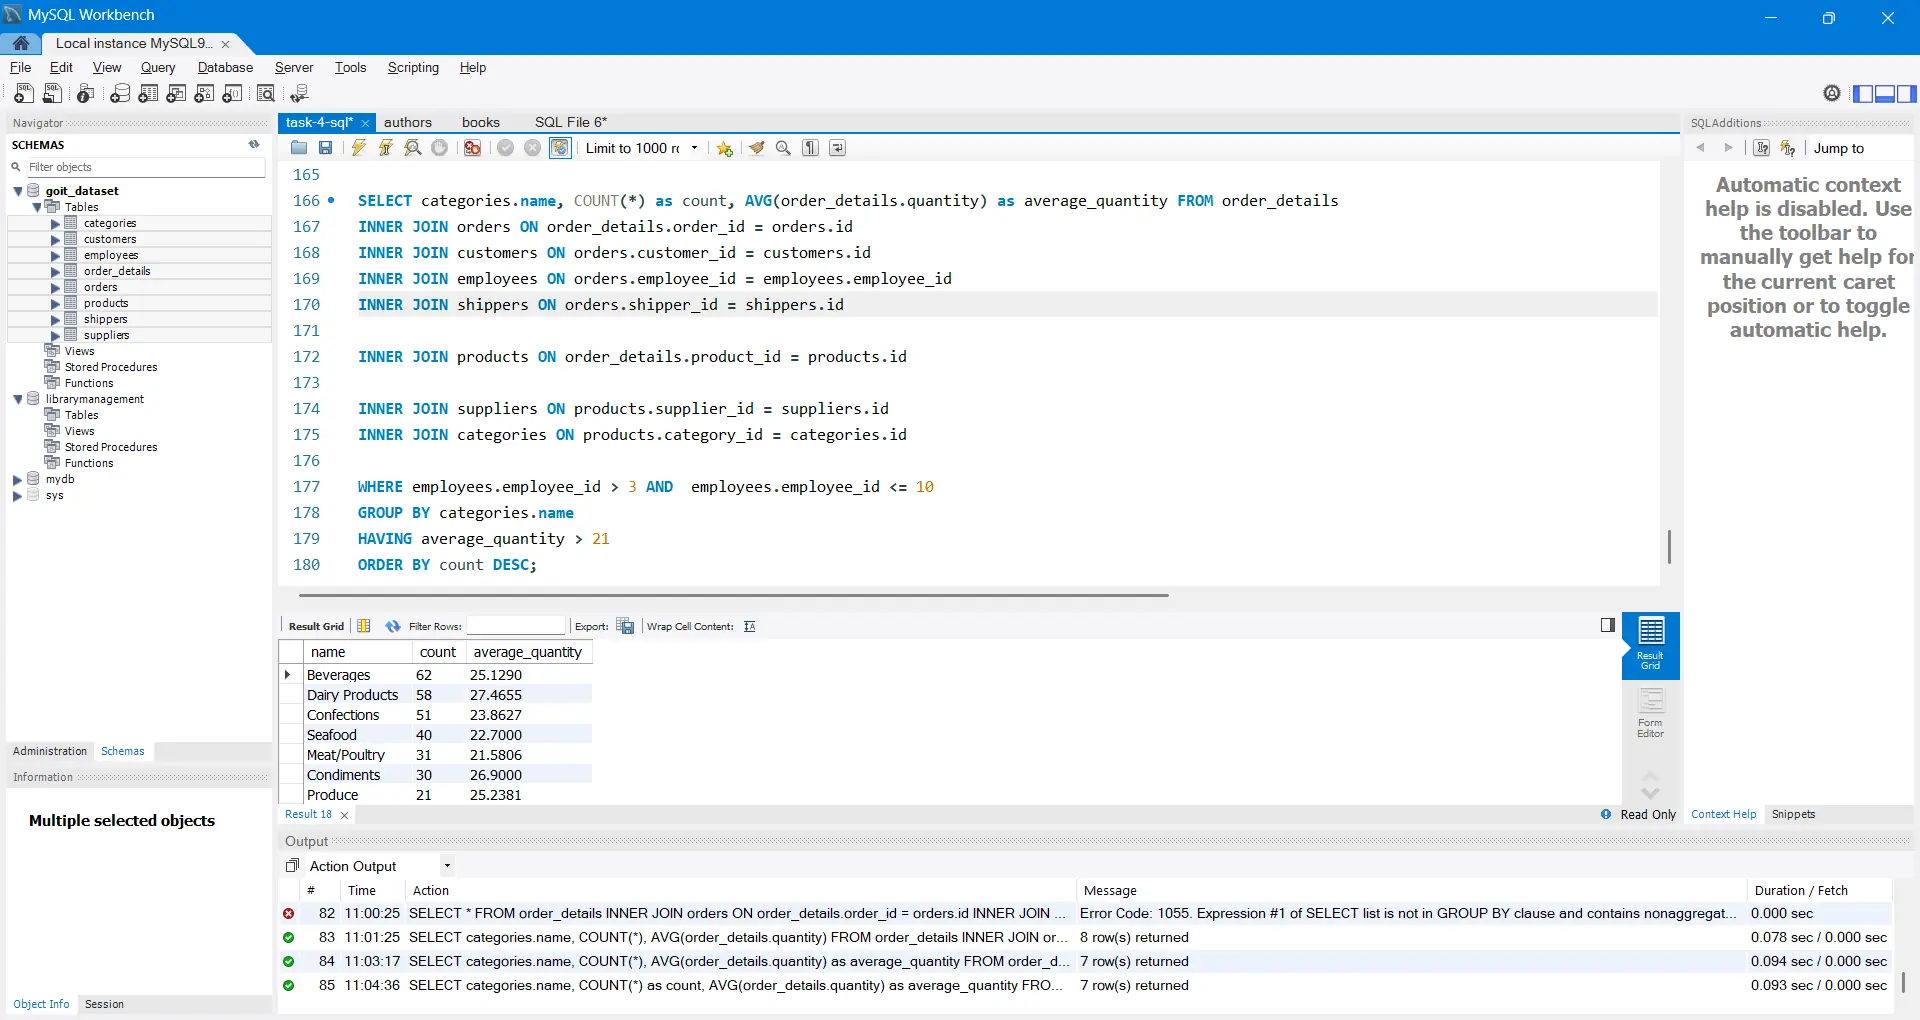 MySQL Workbench
Local instance MySQL9...
File Edit View Query Database Server Tools Scripting Help
Navigator
SCHEMAS
Filter objects
goit_dataset
Tables
categories
customers
employees
order_details
orders
products
shippers
suppliers
Views
Stored Procedures
Functions
librarymanagement
Tables
Views
Stored Procedures
Functions
mydb
sys
Administration Schemas
Information
Multiple selected objects
Object Info Session
task-4-sql* authors books SQL File 6*
Limit to 1000 rc
165
166 SELECT categories.name, COUNT(*) as count, AVG(order_details.quantity) as average_quantity FROM order_details
167 INNER JOIN orders ON order_details.order_id = orders.id
168 INNER JOIN customers ON orders.customer_id = customers.id
169 INNER JOIN employees ON orders.employee_id = employees.employee_id
170 INNER JOIN shippers ON orders.shipper_id = shippers.id
171
172 INNER JOIN products ON order_details.product_id = products.id
173
174 INNER JOIN suppliers ON products.supplier_id = suppliers.id
175 INNER JOIN categories ON products.category_id = categories.id
176
177 WHERE employees.employee_id > 3 AND  employees.employee_id <= 10
178 GROUP BY categories.name
179 HAVING average_quantity > 21
180 ORDER BY count DESC;
Result Grid Filter Rows: Export: Wrap Cell Content:
name count average_quantity
Beverages 62 25.1290
Dairy Products 58 27.4655
Confections 51 23.8627
Seafood 40 22.7000
Meat/Poultry 31 21.5806
Condiments 30 26.9000
Produce 21 25.2381
Result Grid
Form Editor
Result 18
Read Only
Output
Action Output
# Time Action Message Duration / Fetch
82 11:00:25 SELECT * FROM order_details INNER JOIN orders ON order_details.order_id = orders.id INNER JOIN ... Error Code: 1055. Expression #1 of SELECT list is not in GROUP BY clause and contains nonaggregat... 0.000 sec
83 11:01:25 SELECT categories.name, COUNT(*), AVG(order_details.quantity) FROM order_details INNER JOIN or... 8 row(s) returned 0.078 sec / 0.000 sec
84 11:03:17 SELECT categories.name, COUNT(*), AVG(order_details.quantity) as average_quantity FROM order_d... 7 row(s) returned 0.094 sec / 0.000 sec
85 11:04:36 SELECT categories.name, COUNT(*) as count, AVG(order_details.quantity) as average_quantity FRO... 7 row(s) returned 0.093 sec / 0.000 sec
SQLAdditions
Jump to
Automatic context
help is disabled. Use
the toolbar to
manually get help for
the current caret
position or to toggle
automatic help.
Context Help Snippets